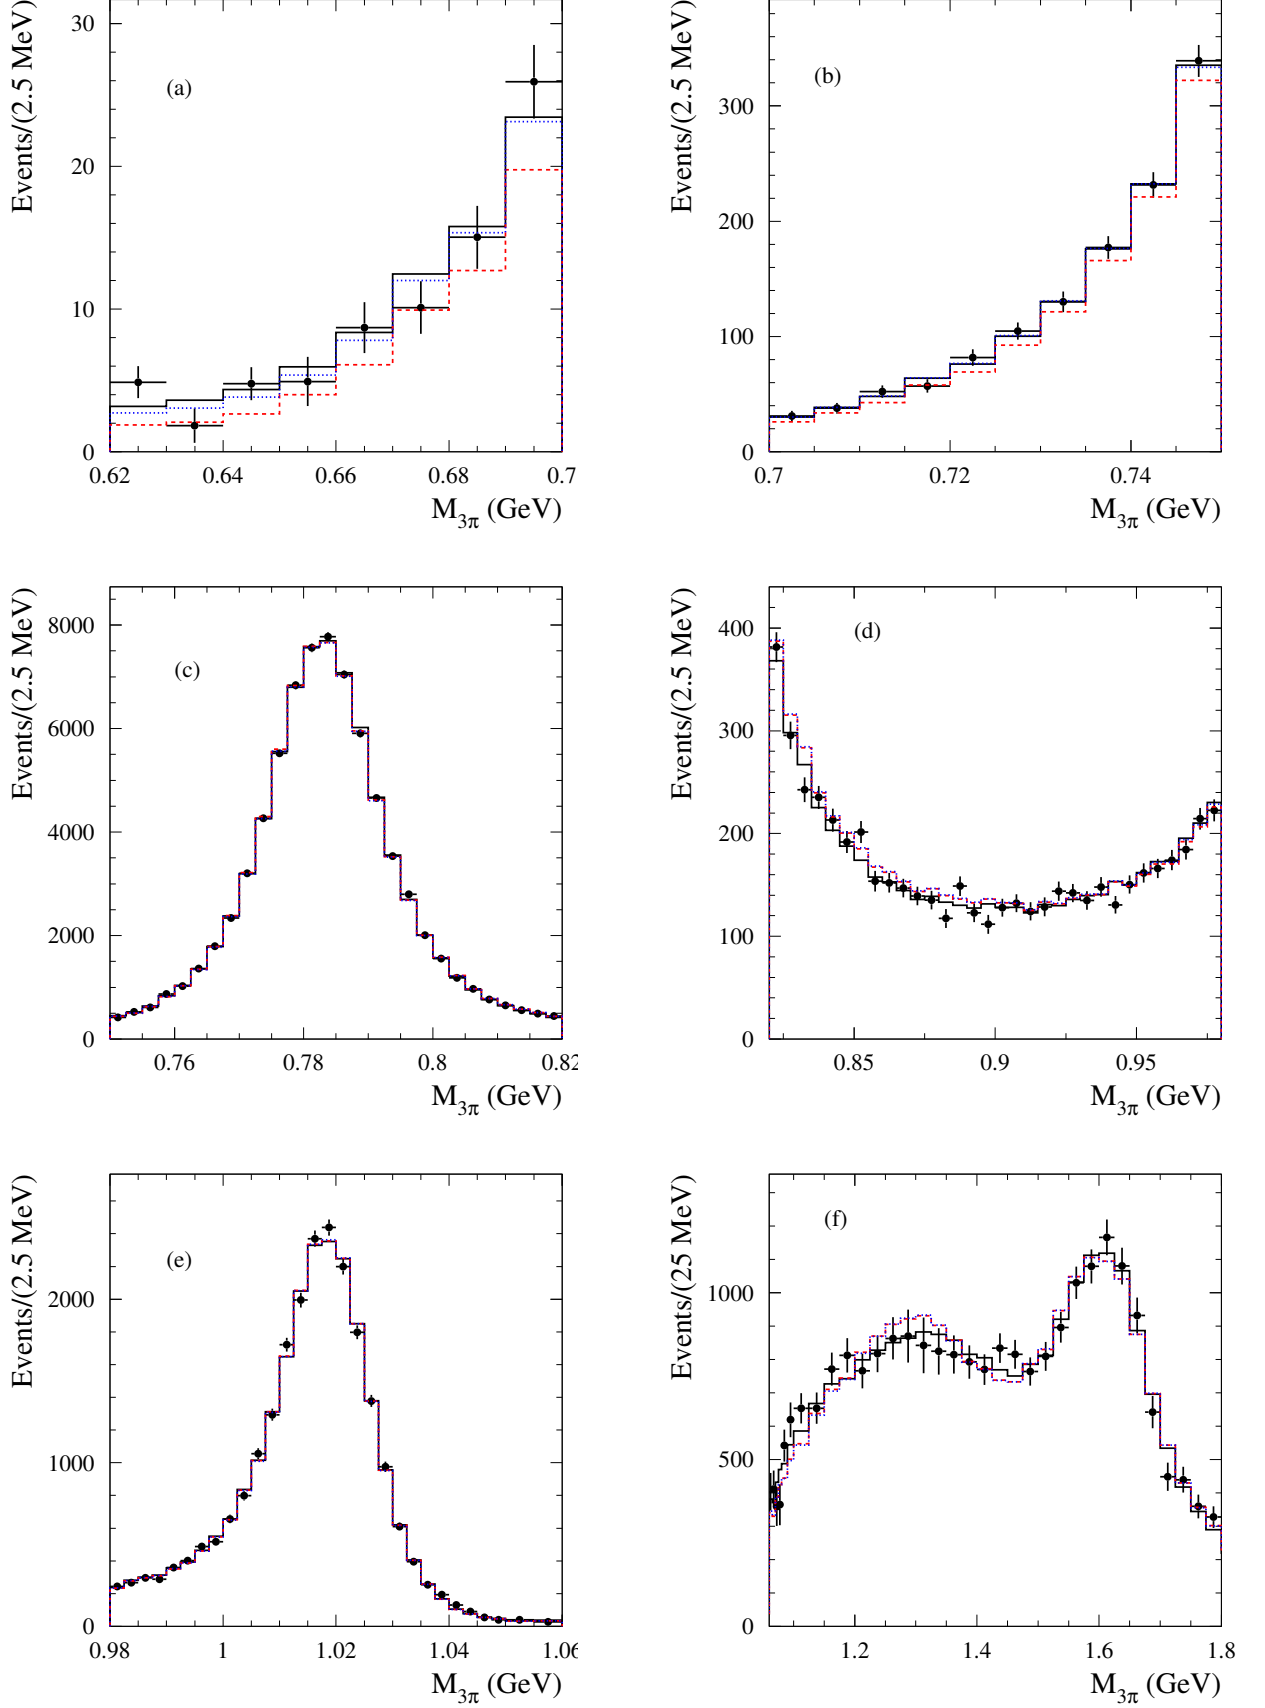 Events/(2.5 MeV)
30
20
10
0
(a)
0.62
0.64
0.66
0.68
0.7
M3π (GeV)
Events/(2.5 MeV)
300
200
100
0
(b)
0.7
0.72
0.74
M3π (GeV)
Events/(2.5 MeV)
8000
6000
4000
2000
0
(c)
0.76
0.78
0.8
0.82
M3π (GeV)
Events/(2.5 MeV)
400
300
200
100
0
(d)
0.85
0.9
0.95
M3π (GeV)
Events/(2.5 MeV)
2000
1000
0
(e)
0.98
1
1.02
1.04
1.06
M3π (GeV)
Events/(25 MeV)
1000
500
0
(f)
1.2
1.4
1.6
1.8
M3π (GeV)